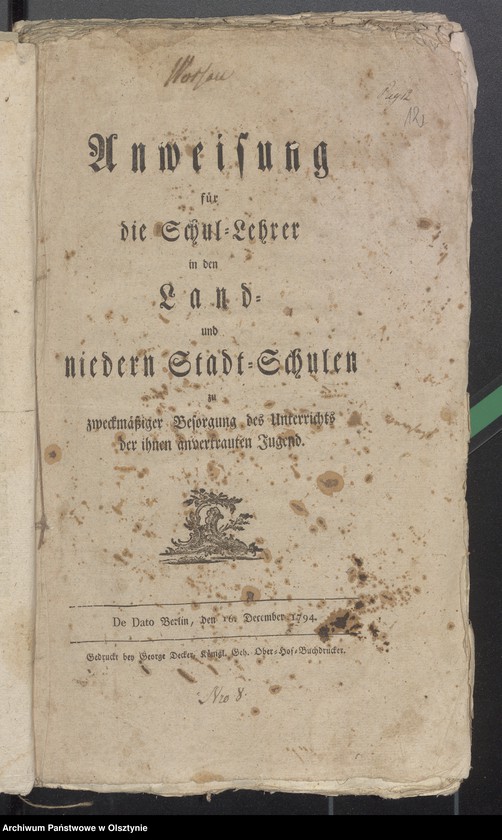 Anweisung
für
die Schul-Lehrer
in den
Land-
und
niedern Stadt-Schulen
zu
zweckmäßiger Besorgung des Unterrichts
der ihnen anvertrauten Jugend.
De Dato Berlin, den 16. December 1794.
Gedruckt bey George Decker, Königl. Geh. Ober-Hof-Buchdrucker.
Nro 8.
Archiwum Państwowe w Olsztynie